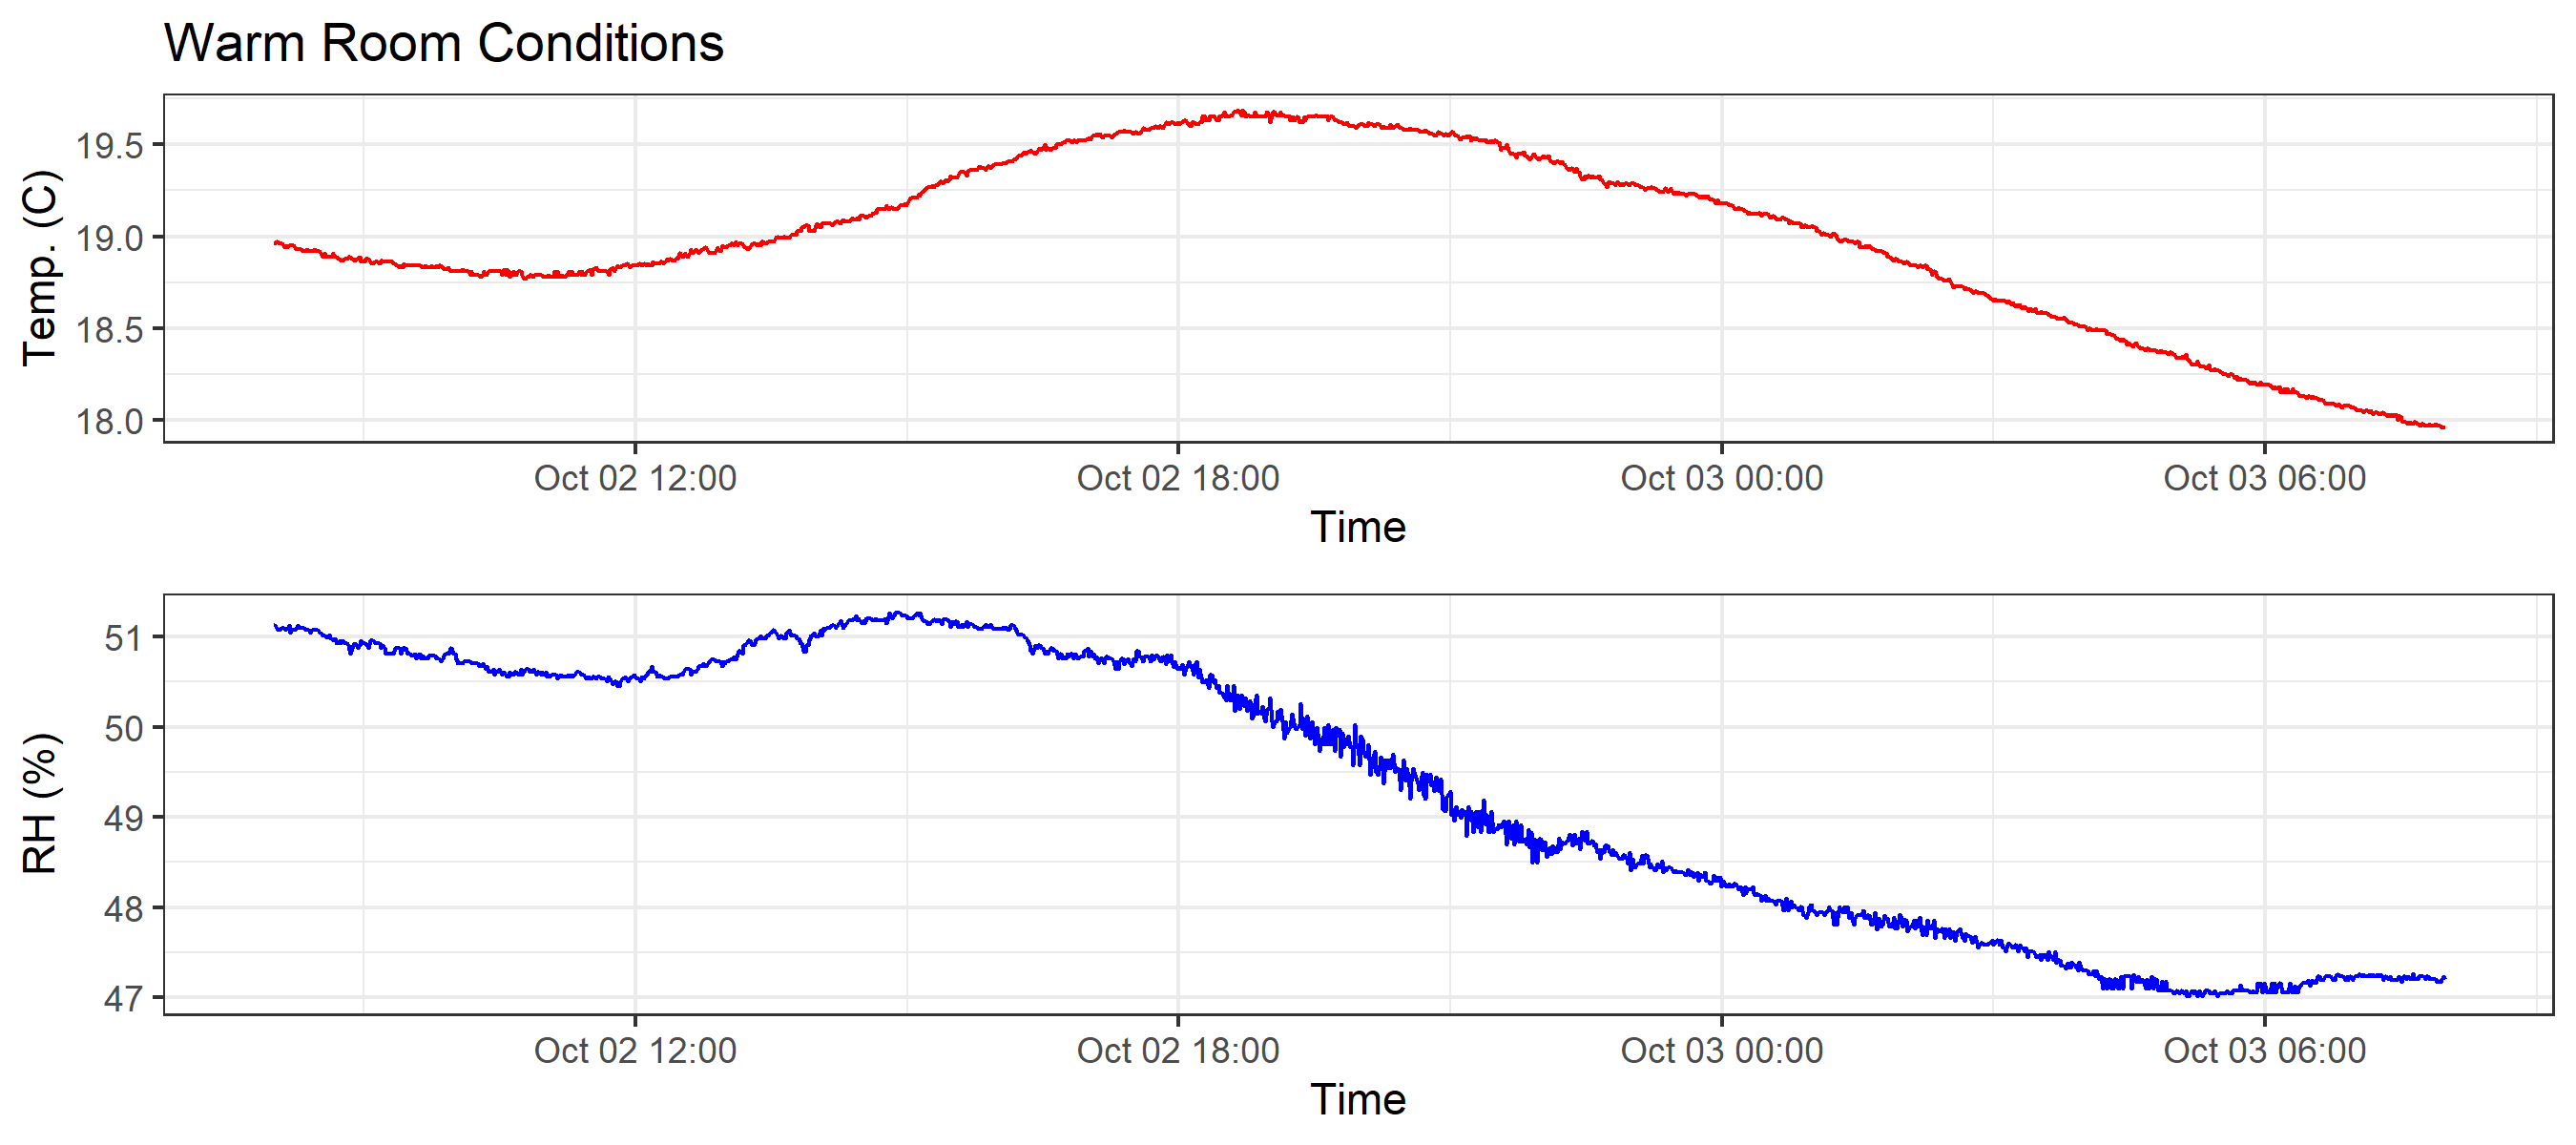 Warm Room Conditions
Temp. (C)
19.5
19.0
18.5
18.0
Oct 02 12:00 Oct 02 18:00 Oct 03 00:00 Oct 03 06:00
Time
RH (%)
51
50
49
48
47
Oct 02 12:00 Oct 02 18:00 Oct 03 00:00 Oct 03 06:00
Time